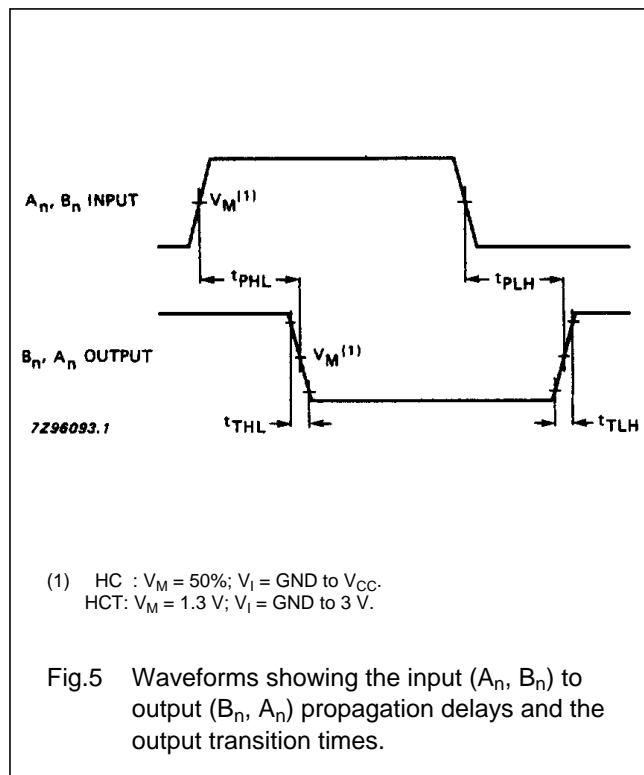 Aₙ, Bₙ INPUT
V_M(1)
t_PHL
t_PLH
Bₙ, Aₙ OUTPUT
V_M(1)
7Z96093.1
t_THL
t_TLH
(1) HC : V_M = 50%; V_I = GND to V_CC.
HCT: V_M = 1.3 V; V_I = GND to 3 V.
Fig.5 Waveforms showing the input (Aₙ, Bₙ) to
output (Bₙ, Aₙ) propagation delays and the
output transition times.